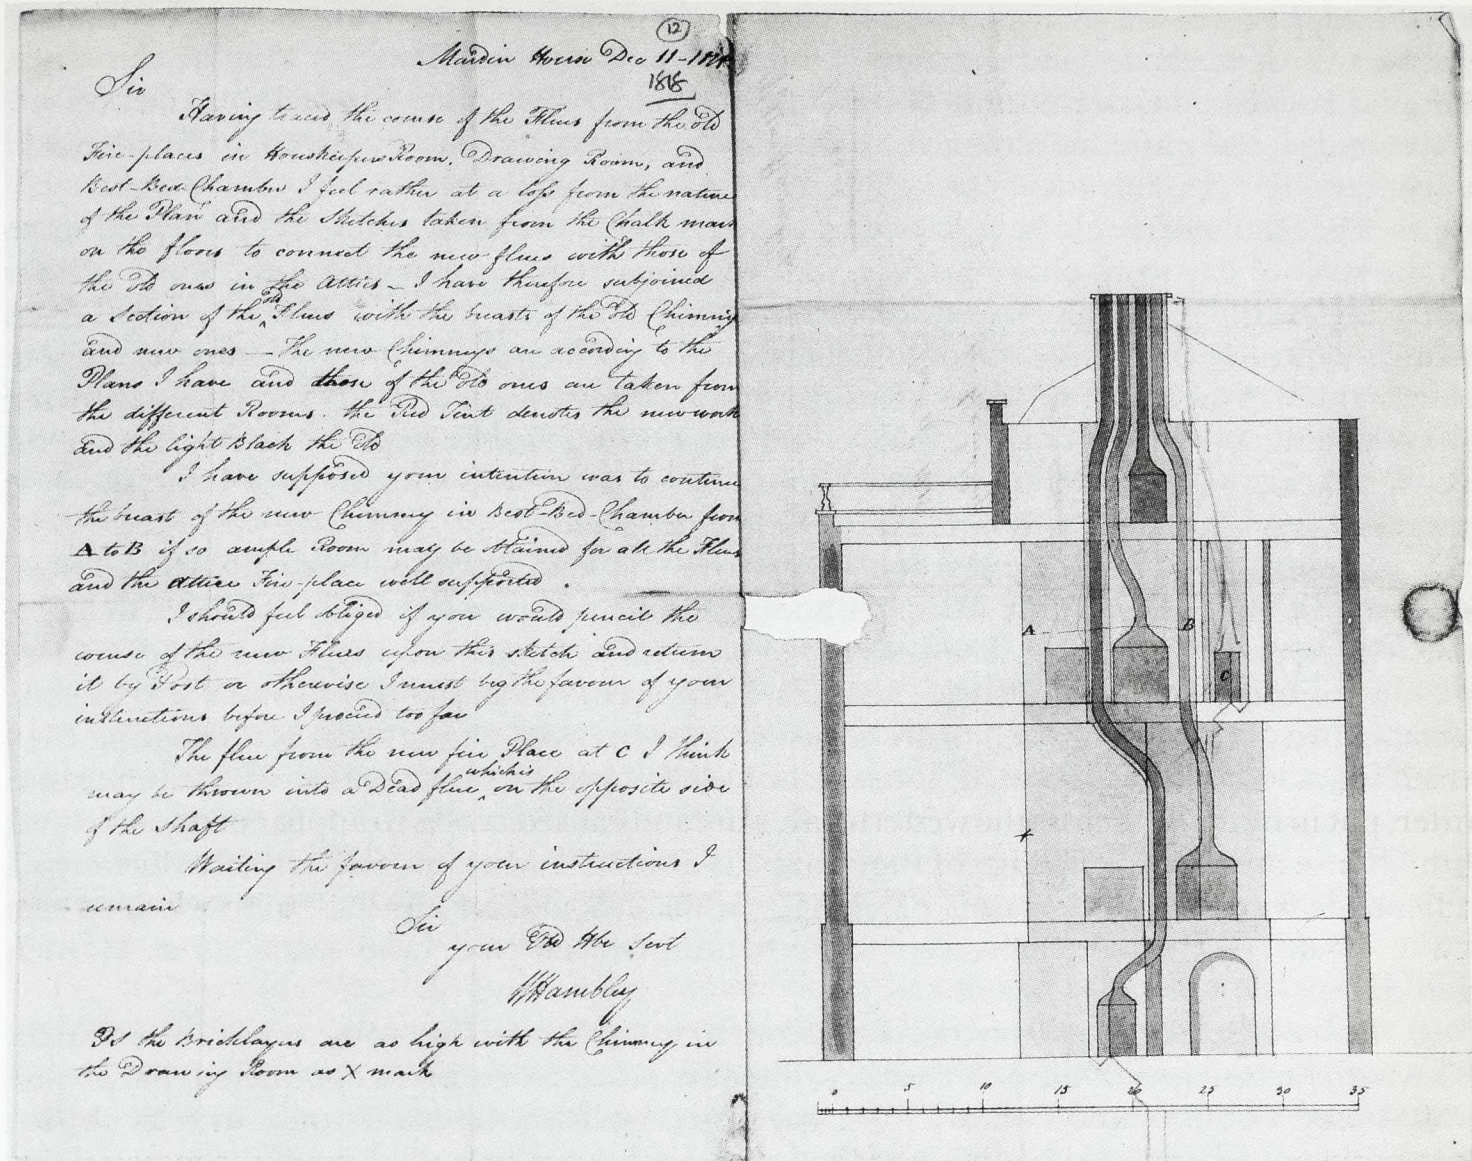 12
Marden House Dec 11 - 1818
1818
Sir
Having traced the course of the Flues from the old
Fire-places in Housekeepers Room, Drawing Room, and
Best-Bed-Chamber I feel rather at a loss from the nature
of the Plan and the sketches taken from the Chalk mark
on the floors to connect the new flues with those of
the old ones in the Attics - I have therefore subjoined
a Section of the old Flues with the breasts of the old Chimney
and new ones — The new Chimneys are according to the
Plans I have and those of the old ones are taken from
the different Rooms. the Red Tint denotes the new work
and the light Black the old
I have supposed your intention was to continue
the breast of the new Chimney in Best-Bed-Chamber from
A to B if so ample Room may be obtained for all the Flues
and the attice Fire-place well supported.
I should feel obliged if you would pencil the
course of the new Flues upon this sketch and return
it by Post or otherwise I must beg the favour of your
instructions before I proceed too far
The flue from the new fire Place at C I think
may be thrown into a Dead flue which is on the opposite side
of the shaft
Waiting the favour of your instructions I
remain
Sir
your Obd Hbe Servt
Hambley
PS the Bricklayers are as high with the Chimney in
the Drawing Room as X mark
A
B
C
0 5 10 15 20 25 30 35